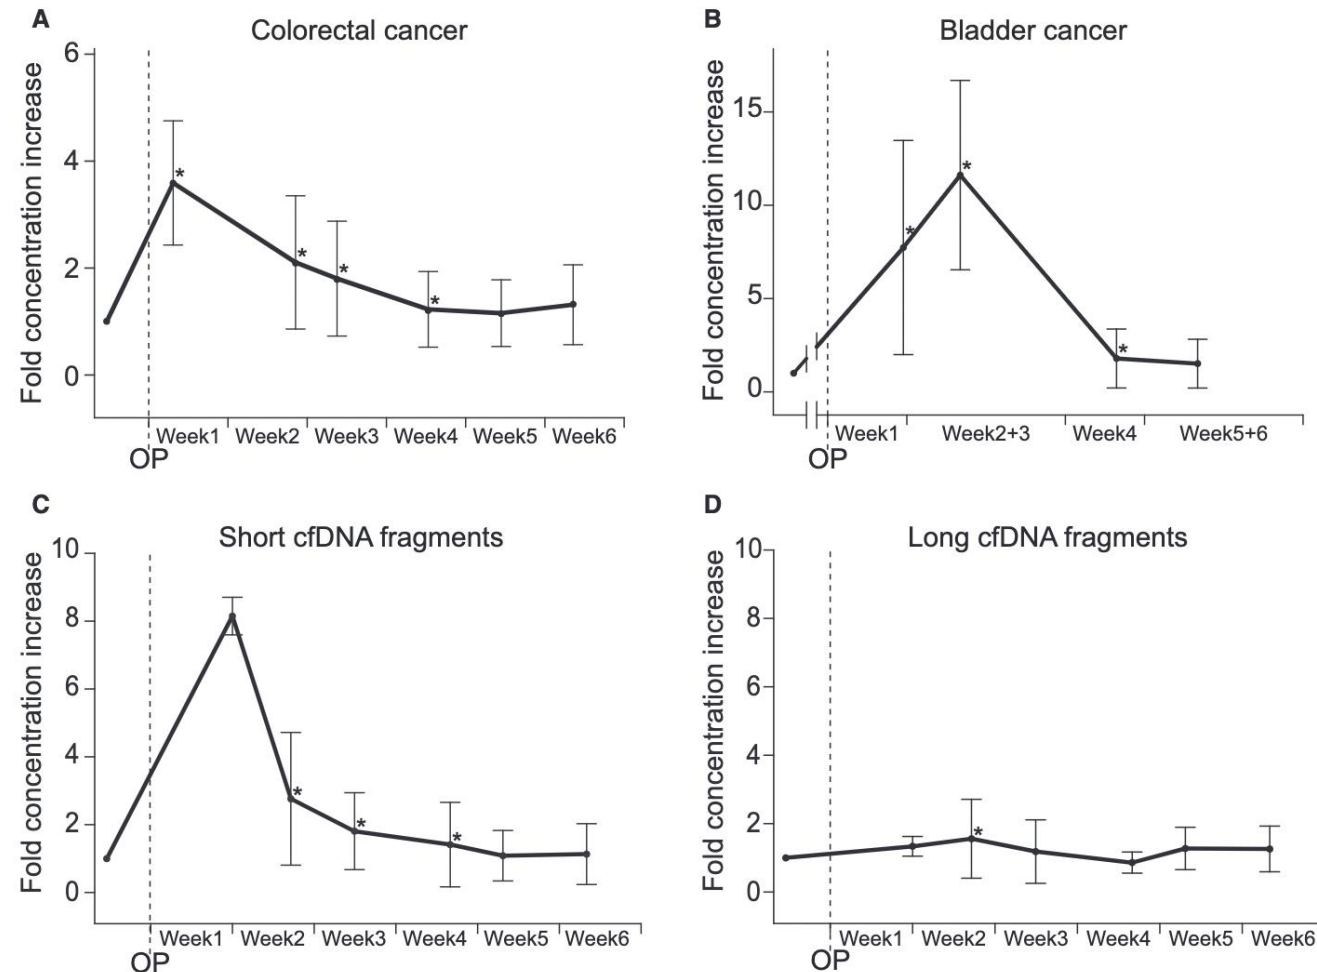 A
Colorectal cancer
Fold concentration increase
6
4
2
0
*
*
*
*
Week1 Week2 Week3 Week4 Week5 Week6
OP
B
Bladder cancer
Fold concentration increase
15
10
5
0
*
*
*
Week1 Week2+3 Week4 Week5+6
OP
C
Short cfDNA fragments
Fold concentration increase
10
8
6
4
2
0
*
*
*
Week1 Week2 Week3 Week4 Week5 Week6
OP
D
Long cfDNA fragments
Fold concentration increase
10
8
6
4
2
0
*
Week1 Week2 Week3 Week4 Week5 Week6
OP